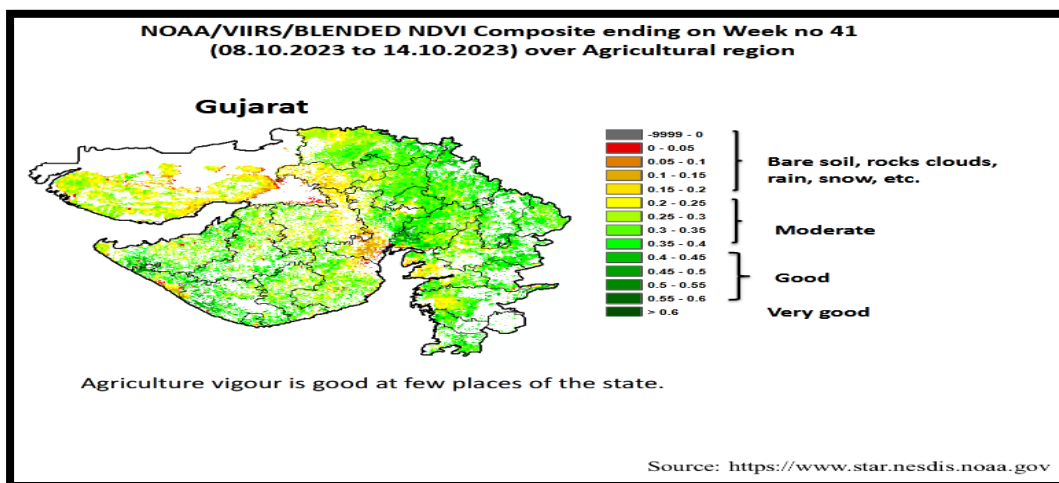 NOAA/VIIRS/BLENDED NDVI Composite ending on Week no 41
(08.10.2023 to 14.10.2023) over Agricultural region
Gujarat
-9999 - 0
0 - 0.05
0.05 - 0.1
0.1 - 0.15
0.15 - 0.2
0.2 - 0.25
0.25 - 0.3
0.3 - 0.35
0.35 - 0.4
0.4 - 0.45
0.45 - 0.5
0.5 - 0.55
0.55 - 0.6
> 0.6
Bare soil, rocks clouds,
rain, snow, etc.
Moderate
Good
Very good
Agriculture vigour is good at few places of the state.
Source: https://www.star.nesdis.noaa.gov